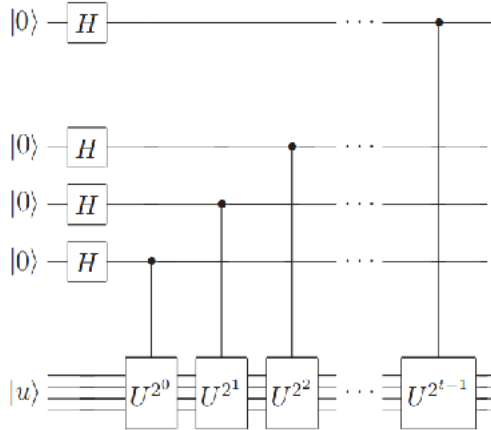 |0⟩ H ···
|0⟩ H ···
|0⟩ H ···
|0⟩ H ···
|u⟩ U^{2^0} U^{2^1} U^{2^2} ··· U^{2^{t−1}}